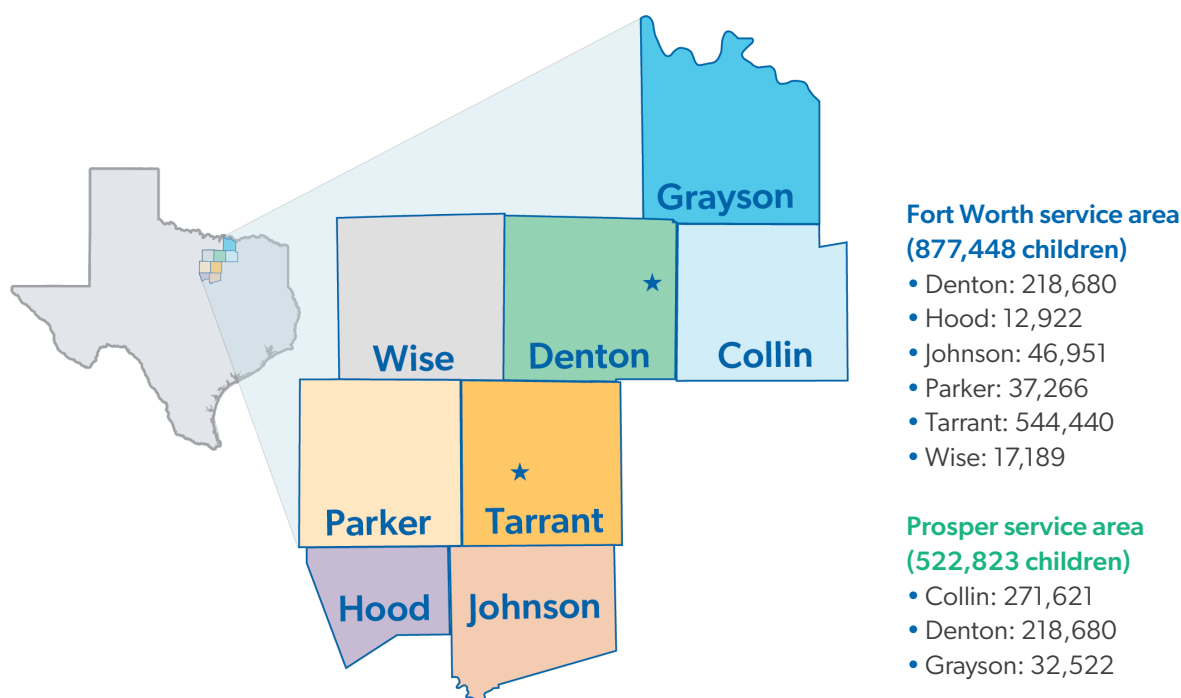 Grayson
Wise
Denton
Collin
Parker
Tarrant
Hood
Johnson
Fort Worth service area
(877,448 children)
• Denton: 218,680
• Hood: 12,922
• Johnson: 46,951
• Parker: 37,266
• Tarrant: 544,440
• Wise: 17,189
Prosper service area
(522,823 children)
• Collin: 271,621
• Denton: 218,680
• Grayson: 32,522